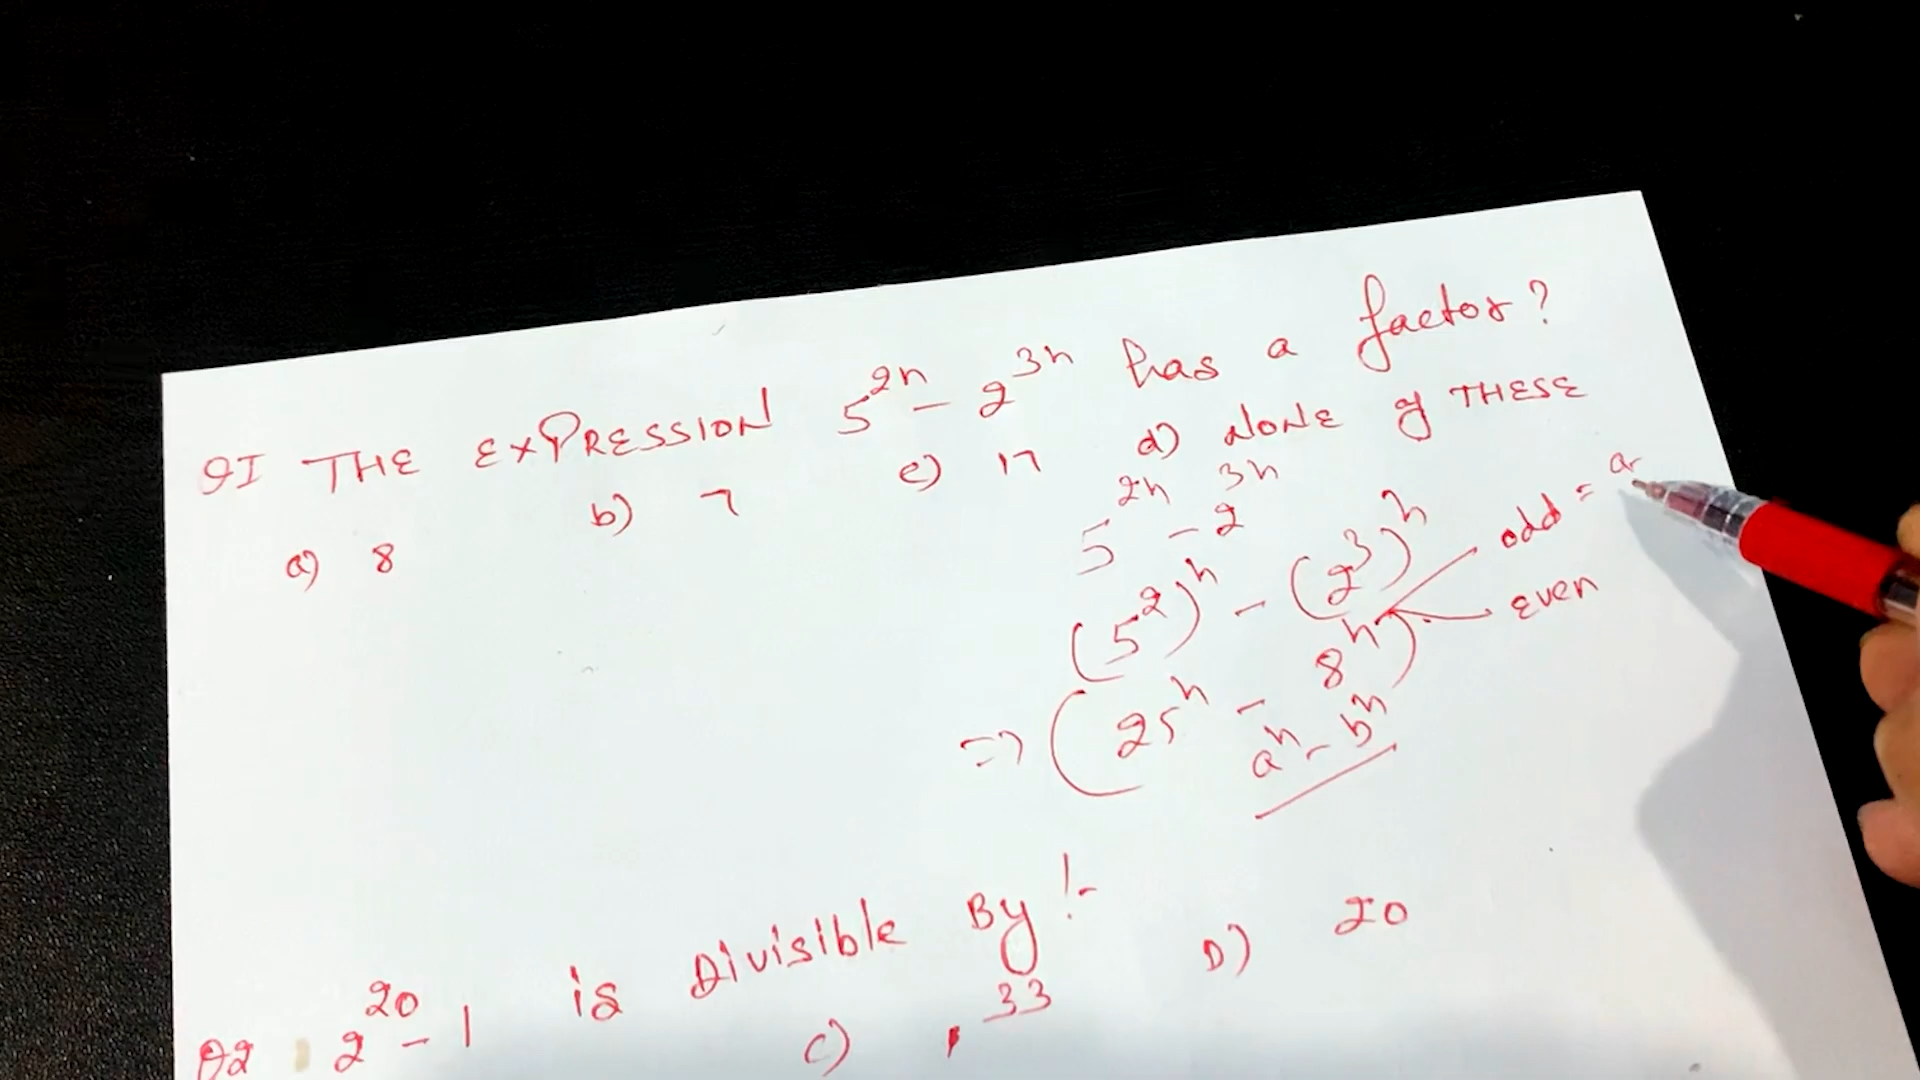 Q1 THE EXPRESSION 5^2n - 2^3n has a factor?
a) 8 b) 7 c) 17 d) NONE of THESE
5^2n - 2^3n
(5^2)^n - (2^3)^n
odd =
even
=> (25^n - 8^n)
a^n - b^n
Q2 2^20 - 1 is Divisible By :-
c) 33 D) 20